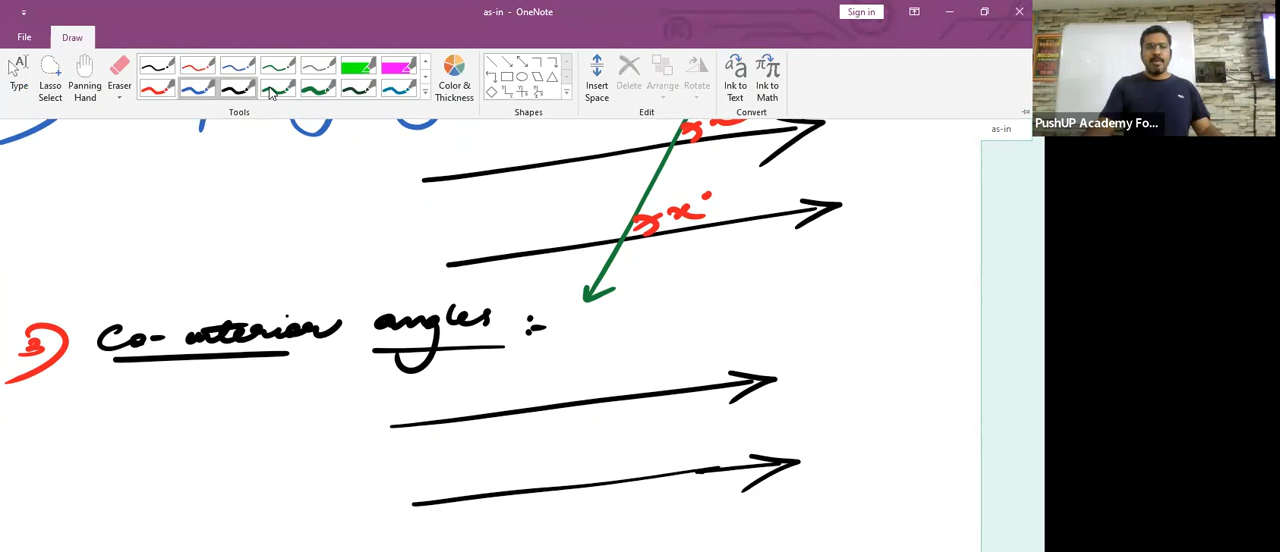 as-in - OneNote
Sign in
File
Draw
Type
Lasso Select
Panning Hand
Eraser
Color & Thickness
Insert Space
Delete
Arrange
Rotate
Ink to Text
Ink to Math
Tools
Shapes
Edit
Convert
as-in
PushUP Academy Fo...
x°
3) Co-interior angles :-